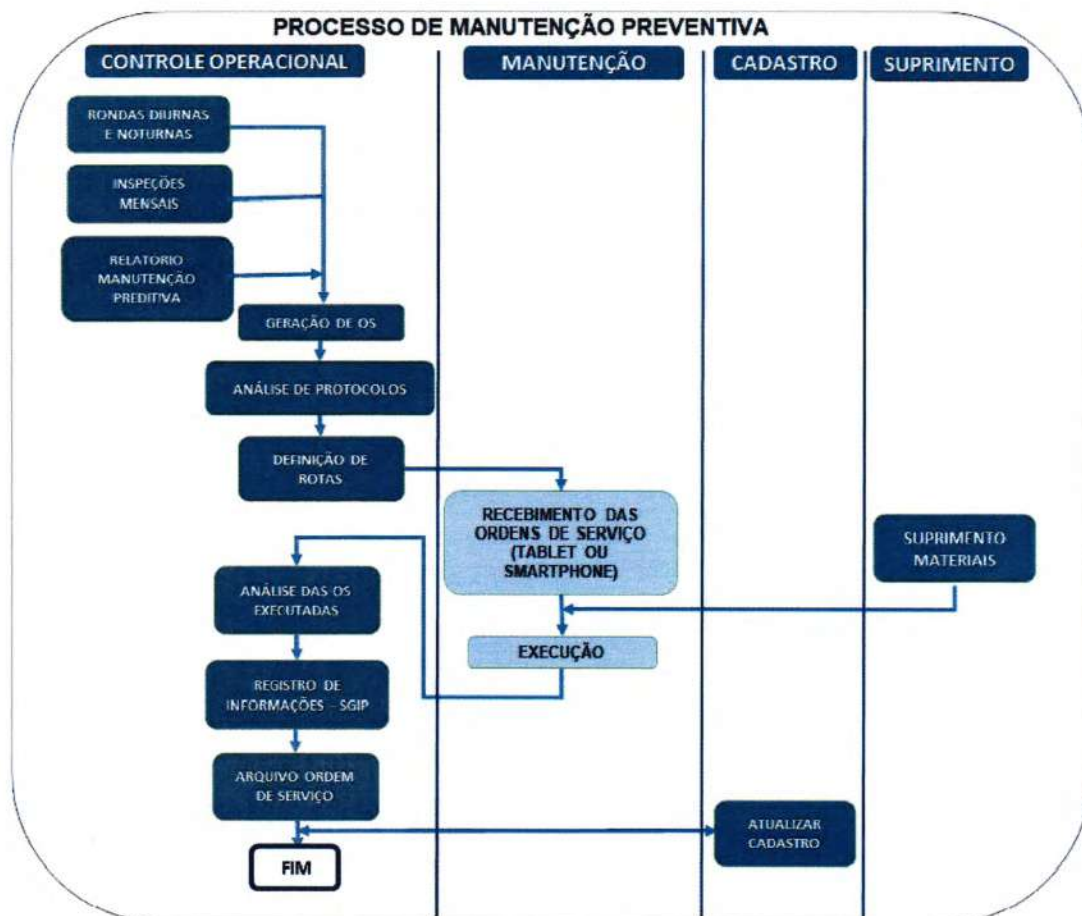 PROCESSO DE MANUTENÇÃO PREVENTIVA
CONTROLE OPERACIONAL
MANUTENÇÃO
CADASTRO
SUPRIMENTO
RONDAS DIURNAS
E NOTURNAS
INSPEÇÕES
MENSAIS
RELATORIO
MANUTENÇÃO
PREDITIVA
GERAÇÃO DE OS
ANÁLISE DE PROTOCOLOS
DEFINIÇÃO DE
ROTAS
RECEBIMENTO DAS
ORDENS DE SERVIÇO
(TABLET OU
SMARTPHONE)
SUPRIMENTO
MATERIAIS
EXECUÇÃO
ANÁLISE DAS OS
EXECUTADAS
REGISTRO DE
INFORMAÇÕES - SGIP
ARQUIVO ORDEM
DE SERVIÇO
ATUALIZAR
CADASTRO
FIM